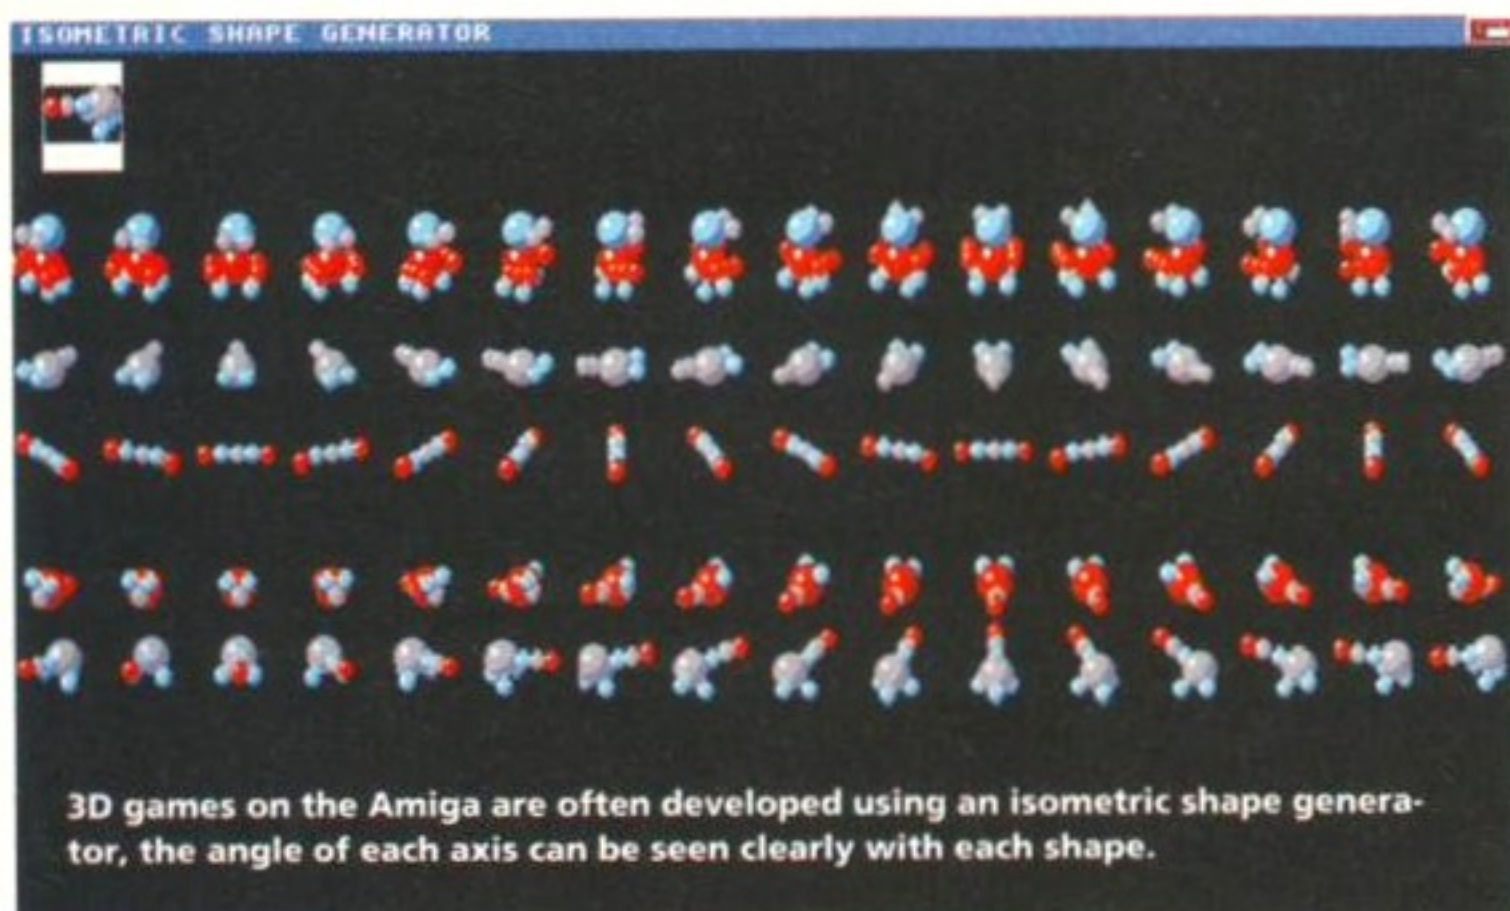 ISOMETRIC SHAPE GENERATOR
3D games on the Amiga are often developed using an isometric shape genera-
tor, the angle of each axis can be seen clearly with each shape.